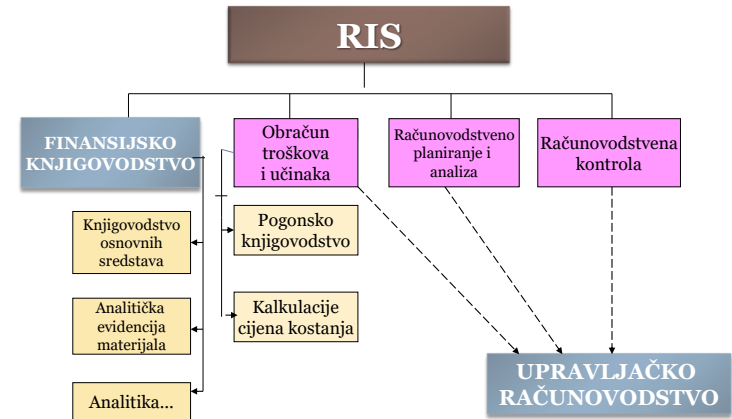 RIS
FINANSIJSKO
KNJIGOVODSTVO
Obračun
troškova
i učinaka
Računovodstveno
planiranje i
analiza
Računovodstvena
kontrola
Knjigovodstvo
osnovnih
sredstava
Pogonsko
knjigovodstvo
Analitička
evidencija
materijala
Kalkulacije
cijena kostanja
Analitika...
UPRAVLJAČKO
RAČUNOVODSTVO